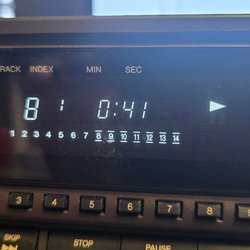 TRACK INDEX MIN SEC
8 1 0:41
1 2 3 4 5 6 7 8 9 10 11 12 13 14
3 4 5 6 7 8
SKIP STOP PAUSE